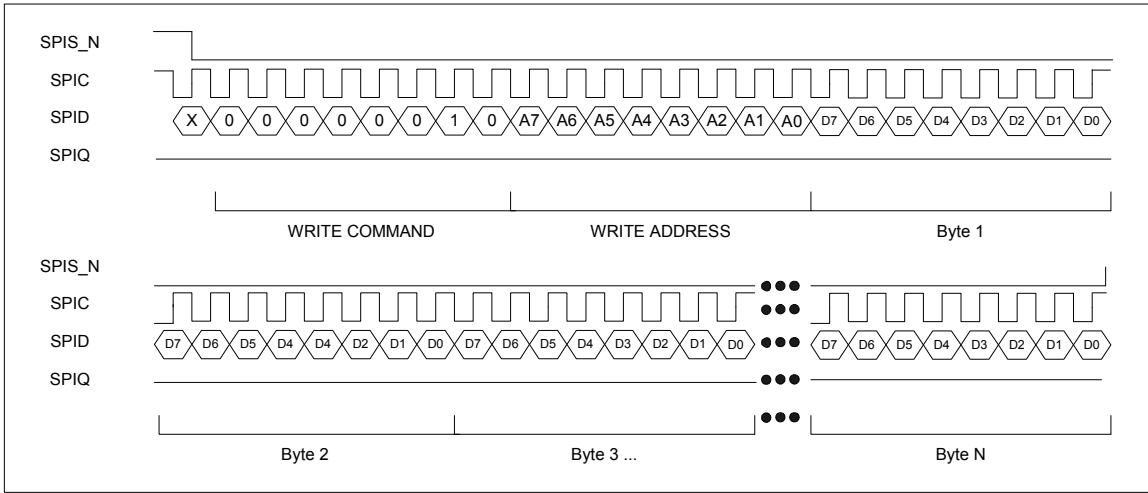 SPIS_N
SPIC
SPID X 0 0 0 0 0 0 1 0 A7 A6 A5 A4 A3 A2 A1 A0 D7 D6 D5 D4 D3 D2 D1 D0
SPIQ
WRITE COMMAND WRITE ADDRESS Byte 1
SPIS_N
SPIC
SPID D7 D6 D5 D4 D4 D2 D1 D0 D7 D6 D5 D4 D3 D2 D1 D0 D7 D6 D5 D4 D3 D2 D1 D0
SPIQ
Byte 2 Byte 3 ... Byte N